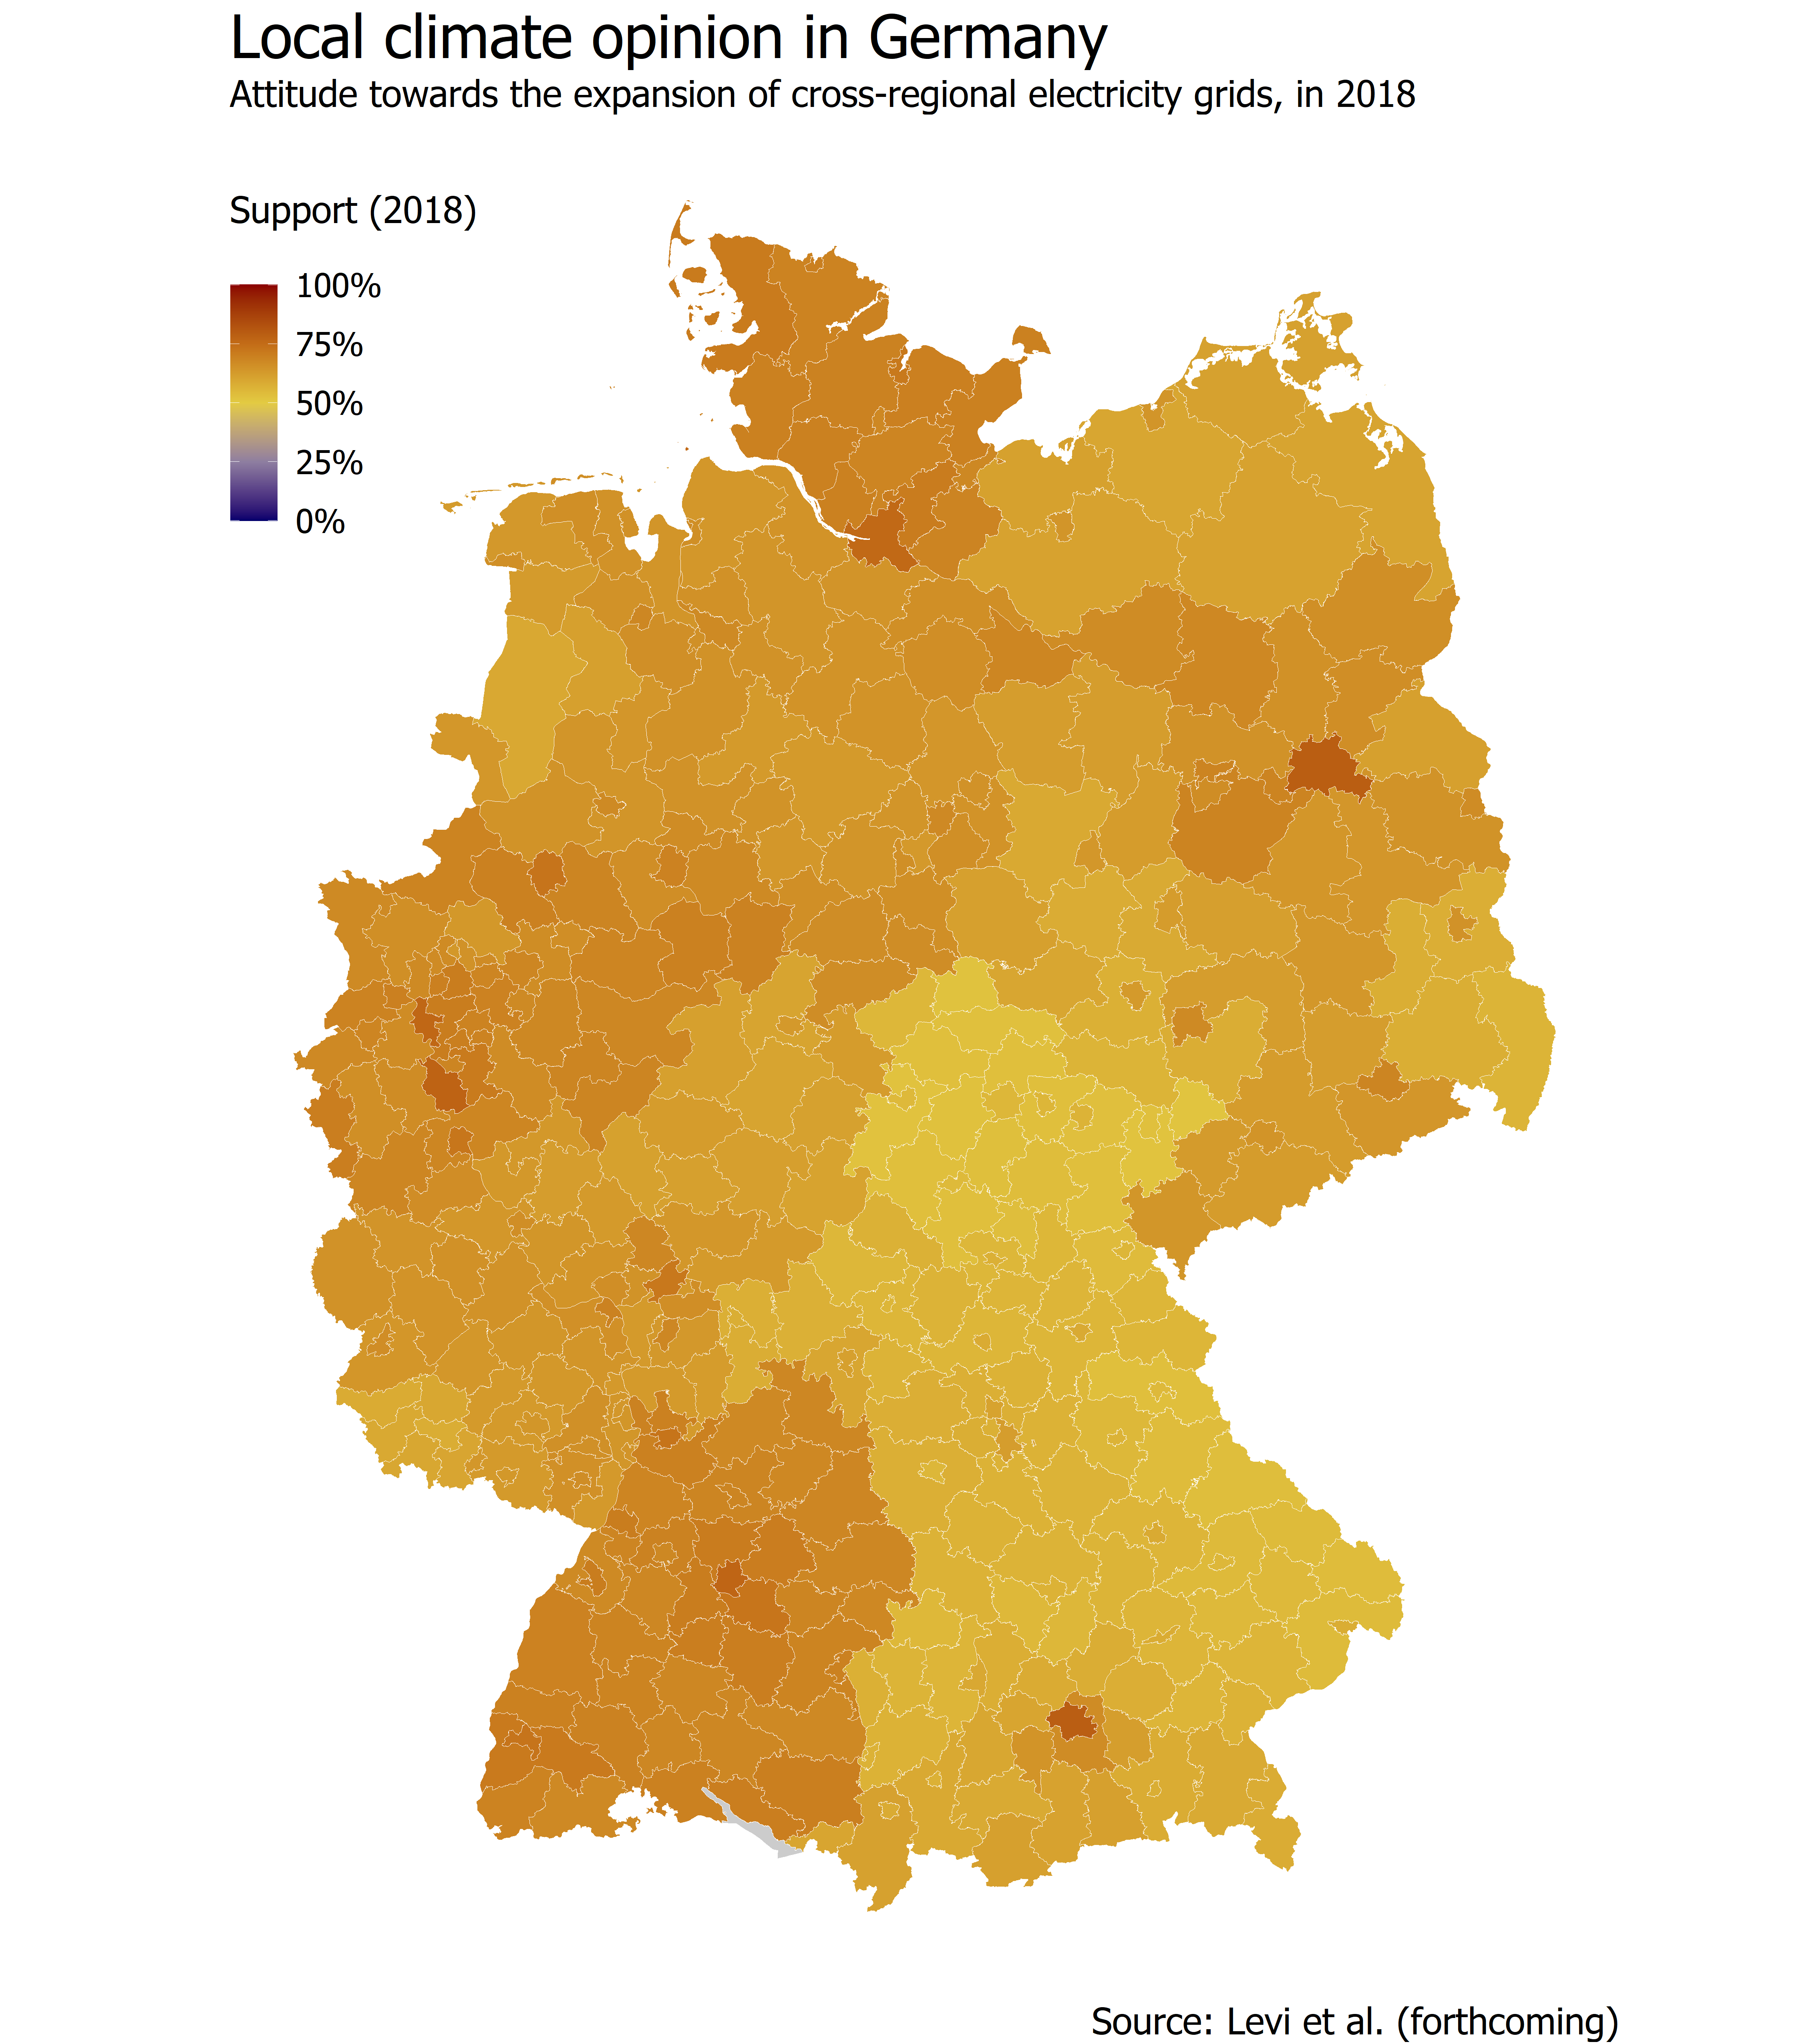 Local climate opinion in Germany
Attitude towards the expansion of cross-regional electricity grids, in 2018
Support (2018)
100%
75%
50%
25%
0%
Source: Levi et al. (forthcoming)